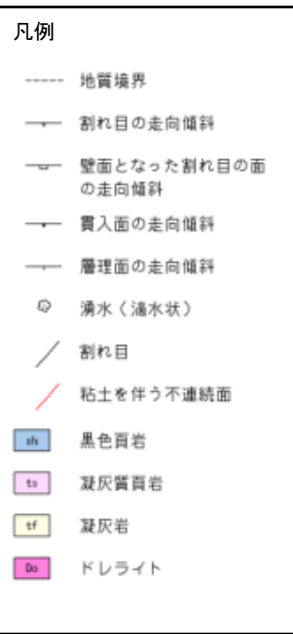 凡例
地質境界
割れ目の走向傾斜
壁面となった割れ目の面
の走向傾斜
貫入面の走向傾斜
層理面の走向傾斜
湧水（滴水状）
割れ目
粘土を伴う不連続面
sh 黒色頁岩
ts 凝灰質頁岩
tf 凝灰岩
Do ドレライト